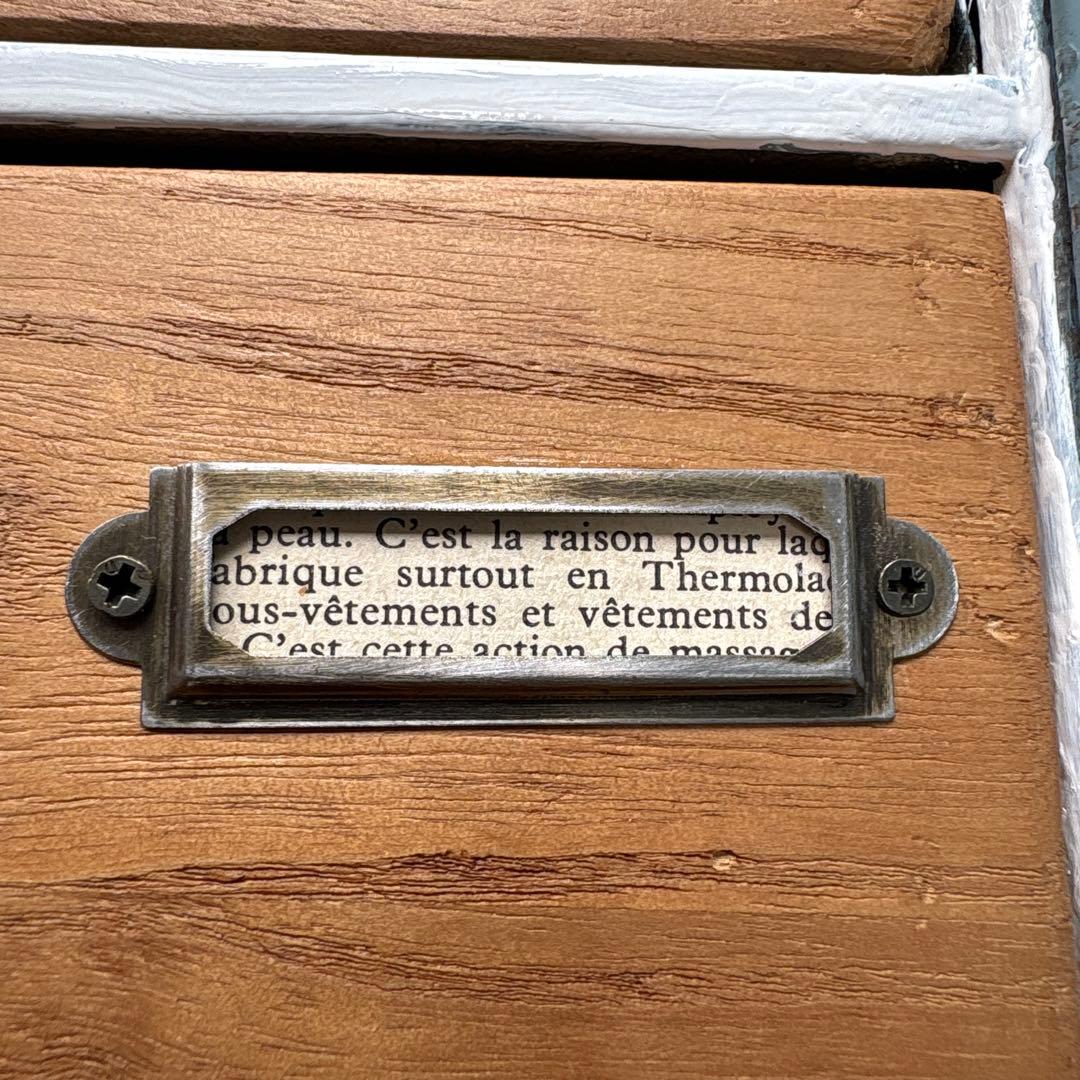 a peau. C'est la raison pour laq
abrique surtout en Thermola
ous-vêtements et vêtements de
C'est cette action de massag